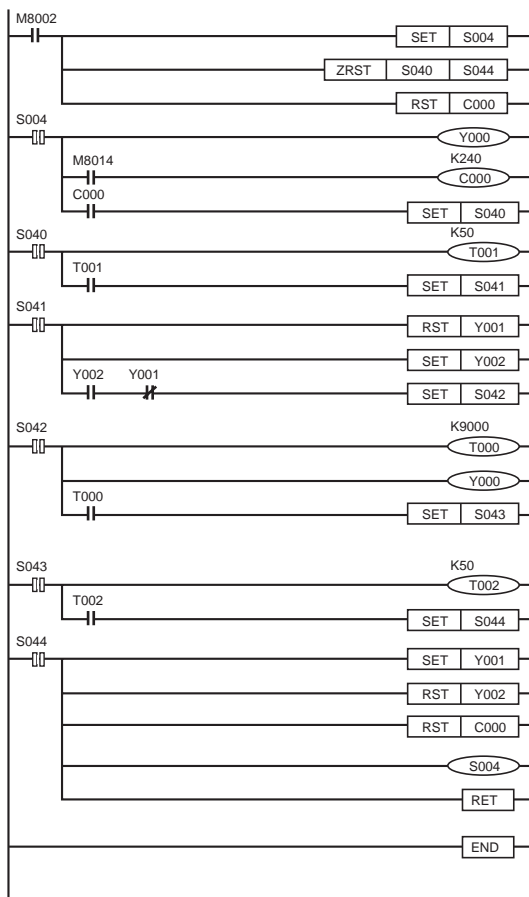 M8002
SET S004
ZRST S040 S044
RST C000
S004
Y000
M8014 K240
C000
C000
SET S040
S040 K50
T001
T001
SET S041
S041
RST Y001
SET Y002
Y002 Y001
SET S042
S042 K9000
T000
Y000
T000
SET S043
S043 K50
T002
T002
SET S044
S044
SET Y001
RST Y002
RST C000
S004
RET
END